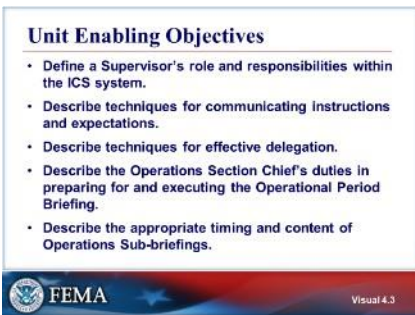 Unit Enabling Objectives
• Define a Supervisor's role and responsibilities within
the ICS system.
• Describe techniques for communicating instructions
and expectations.
• Describe techniques for effective delegation.
• Describe the Operations Section Chief's duties in
preparing for and executing the Operational Period
Briefing.
• Describe the appropriate timing and content of
Operations Sub-briefings.
FEMA
Visual 4.3